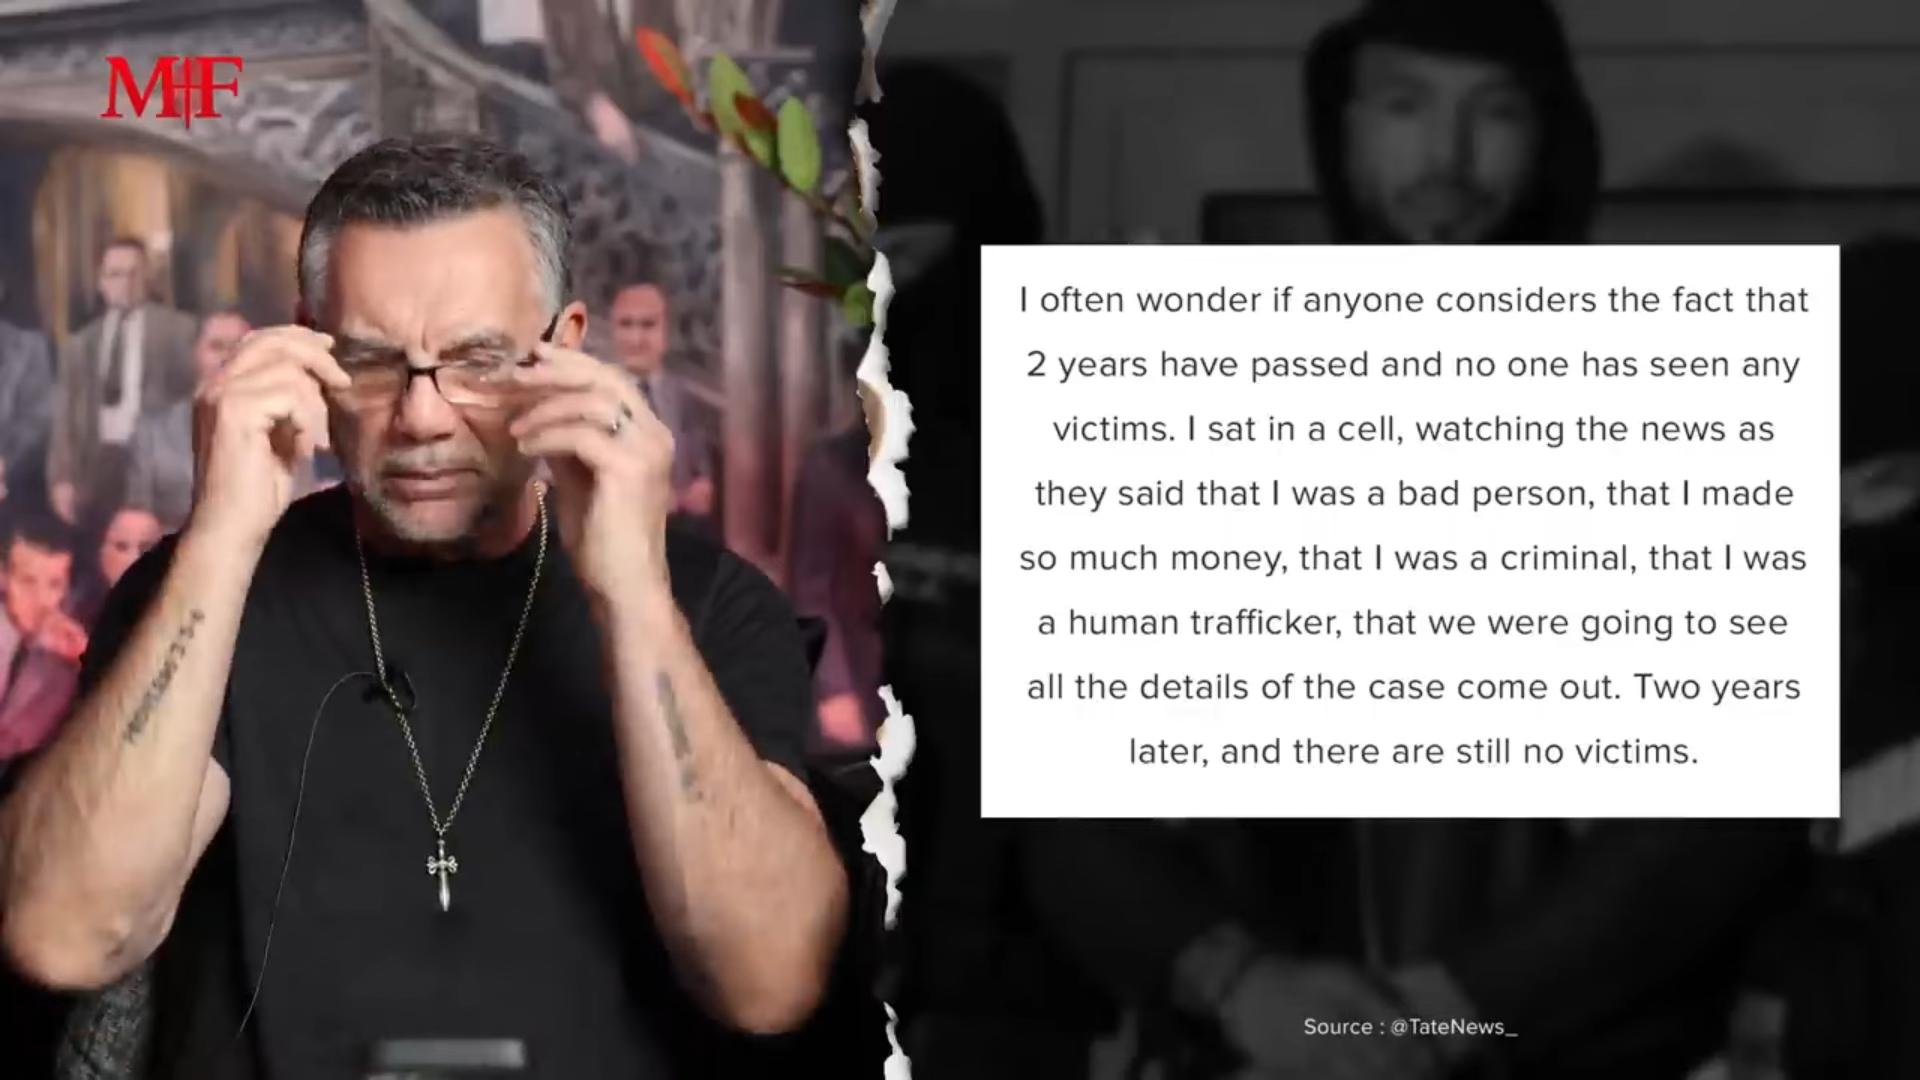 M+F
I often wonder if anyone considers the fact that
2 years have passed and no one has seen any
victims. I sat in a cell, watching the news as
they said that I was a bad person, that I made
so much money, that I was a criminal, that I was
a human trafficker, that we were going to see
all the details of the case come out. Two years
later, and there are still no victims.
Source : @TateNews_